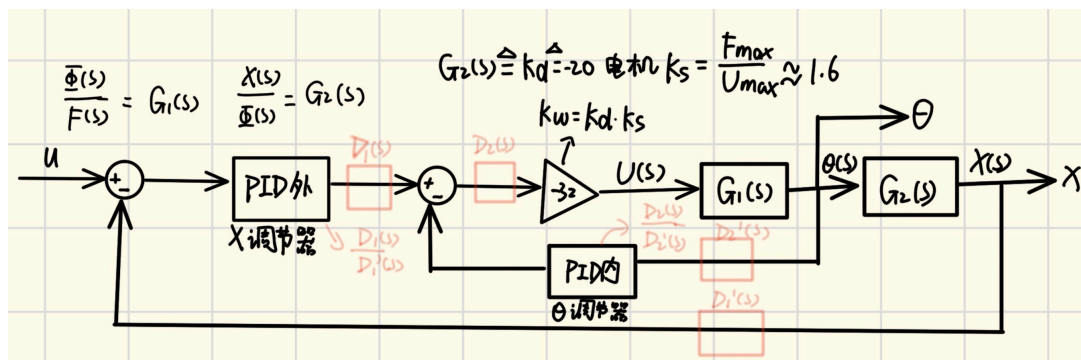 G₂(s)≜Kd≜-20 电机 Ks = Fmax/Umax ≈ 1.6
Φ(s)/F(s) = G₁(s) X(s)/Φ(s) = G₂(s)
Kw=Kd·Ks
D₁(s)
D₂(s)
u
+
-
PID外
+
-
-32
U(s)
G₁(s)
θ(s)
G₂(s)
X(s)
X
θ
X调节器
D₁(s)/D₁'(s)
D₂(s)/D₂'(s)
D₂'(s)
PID内
θ调节器
D₁'(s)